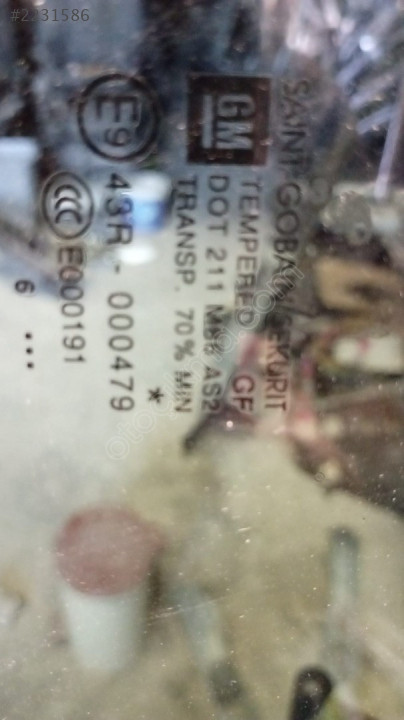 #2231586
SAINT-GOBAIN SEKURIT
GM
TEMPERED GF
DOT 211 M86 AS2
TRANSP. 70% MIN
E9
43R - 000479
*
CCC E000191
6 ...